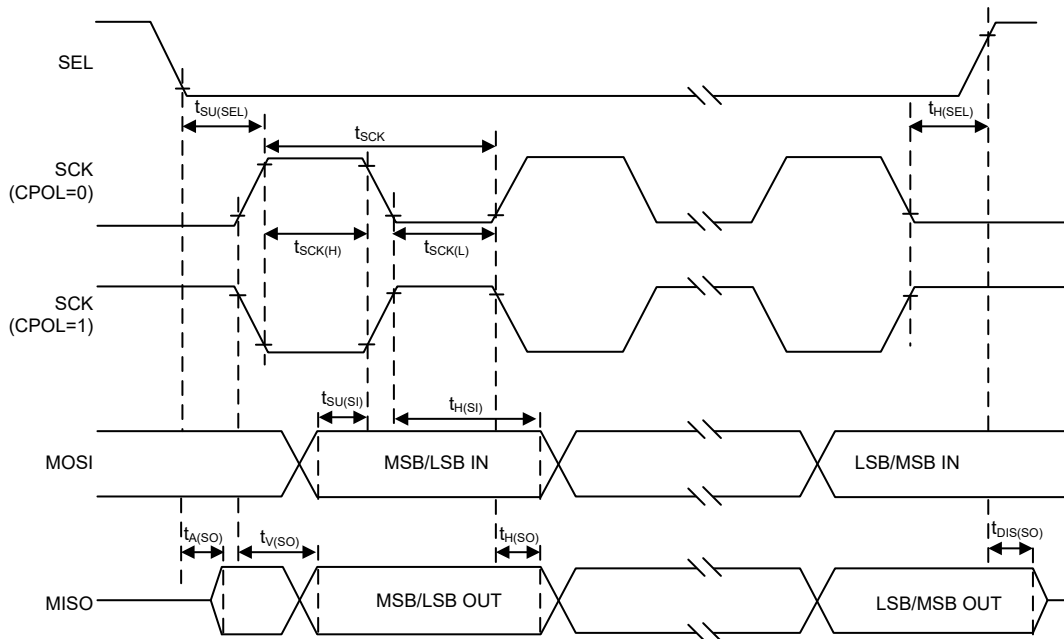 SEL
tSU(SEL)
tH(SEL)
tSCK
SCK
(CPOL=0)
tSCK(H)
tSCK(L)
SCK
(CPOL=1)
tSU(SI)
tH(SI)
MOSI
MSB/LSB IN
LSB/MSB IN
tA(SO)
tV(SO)
tH(SO)
tDIS(SO)
MISO
MSB/LSB OUT
LSB/MSB OUT